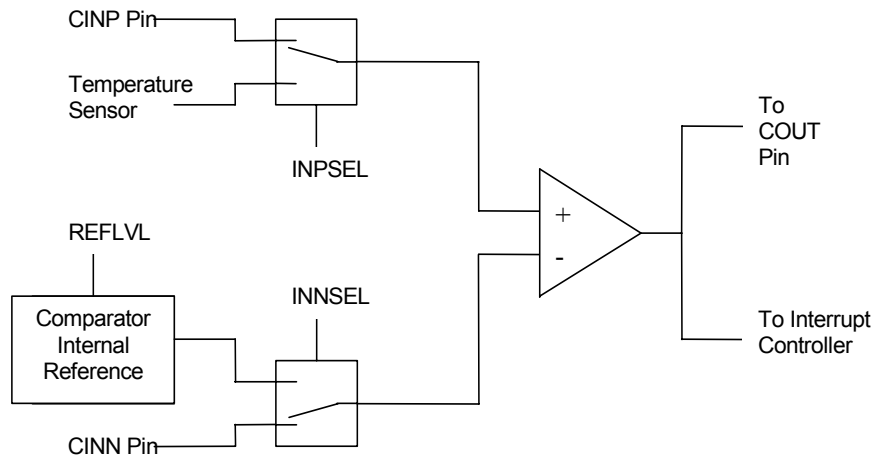 CINP Pin
Temperature
Sensor
INPSEL
To
COUT
Pin
+
-
REFLVL
INNSEL
Comparator
Internal
Reference
To Interrupt
Controller
CINN Pin